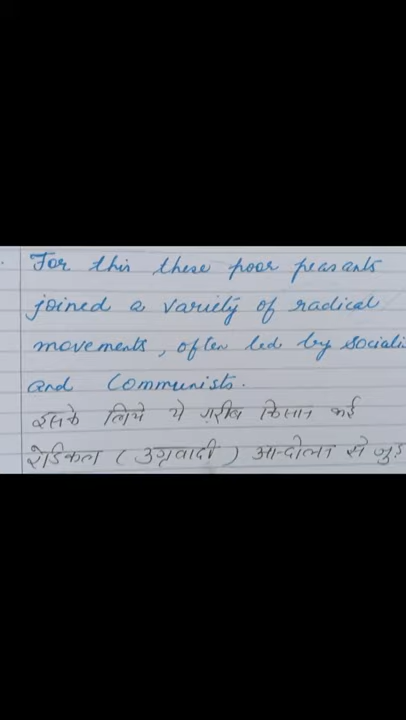 For this these poor peasants
joined a variety of radical
movements, often led by Sociali
and Communists.
इसके लिये ये ग़रीब किसान कई
रेडिकल (उग्रवादी) आन्दोलन से जुड़